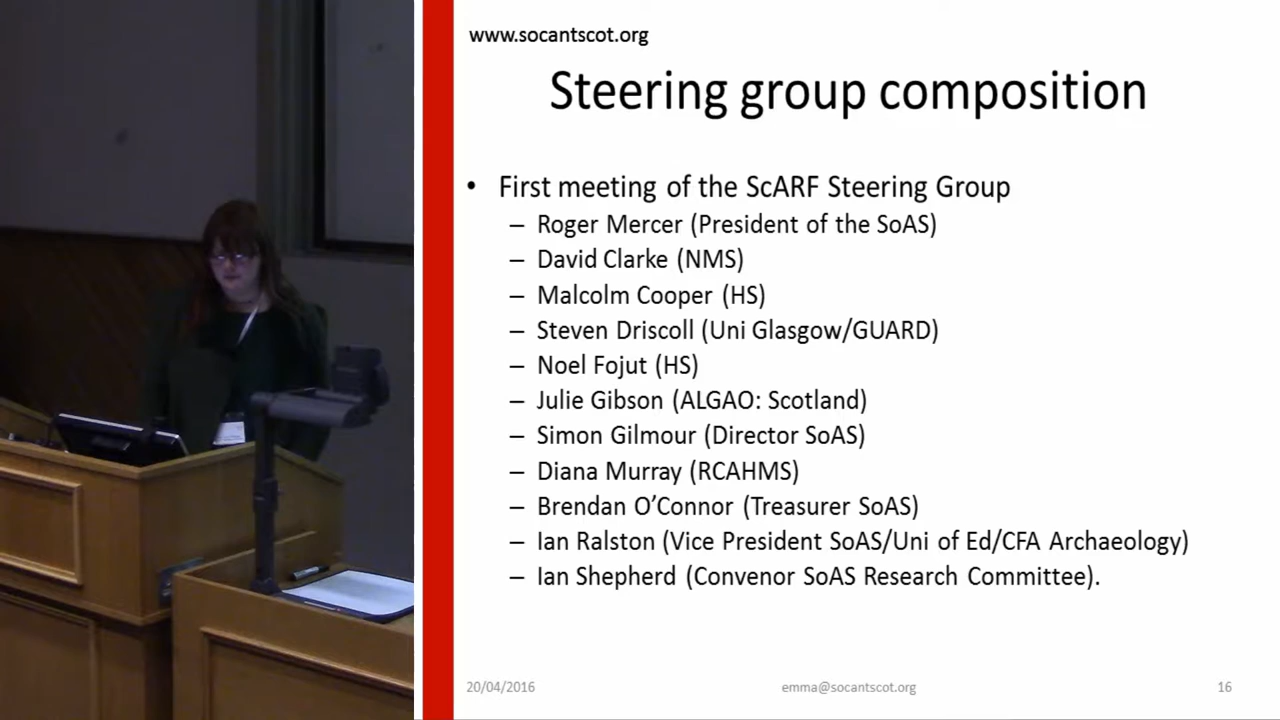 www.socantscot.org
Steering group composition
• First meeting of the ScARF Steering Group
– Roger Mercer (President of the SoAS)
– David Clarke (NMS)
– Malcolm Cooper (HS)
– Steven Driscoll (Uni Glasgow/GUARD)
– Noel Fojut (HS)
– Julie Gibson (ALGAO: Scotland)
– Simon Gilmour (Director SoAS)
– Diana Murray (RCAHMS)
– Brendan O’Connor (Treasurer SoAS)
– Ian Ralston (Vice President SoAS/Uni of Ed/CFA Archaeology)
– Ian Shepherd (Convenor SoAS Research Committee).
20/04/2016 emma@socantscot.org 16